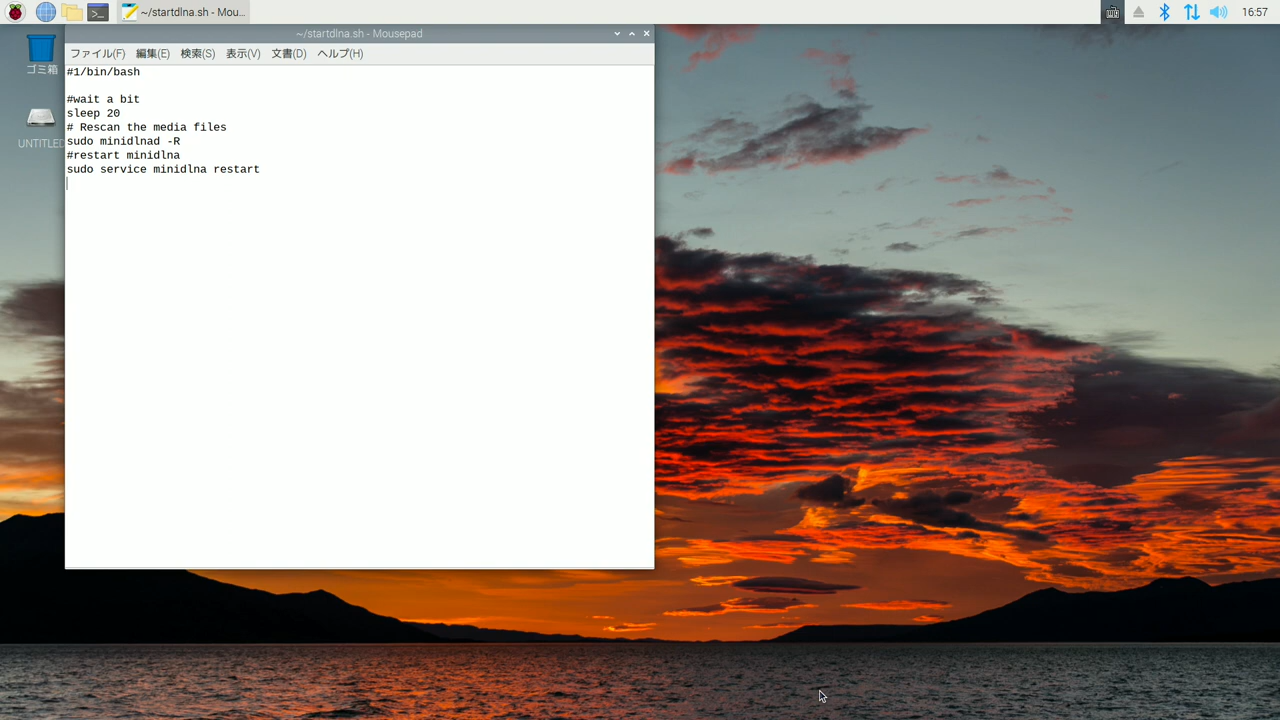 ~/startdlna.sh - Mou...
16:57
~/startdlna.sh - Mousepad
ファイル(F) 編集(E) 検索(S) 表示(V) 文書(D) ヘルプ(H)
ゴミ箱
UNTITLED
#1/bin/bash
#wait a bit
sleep 20
# Rescan the media files
sudo minidlnad -R
#restart minidlna
sudo service minidlna restart